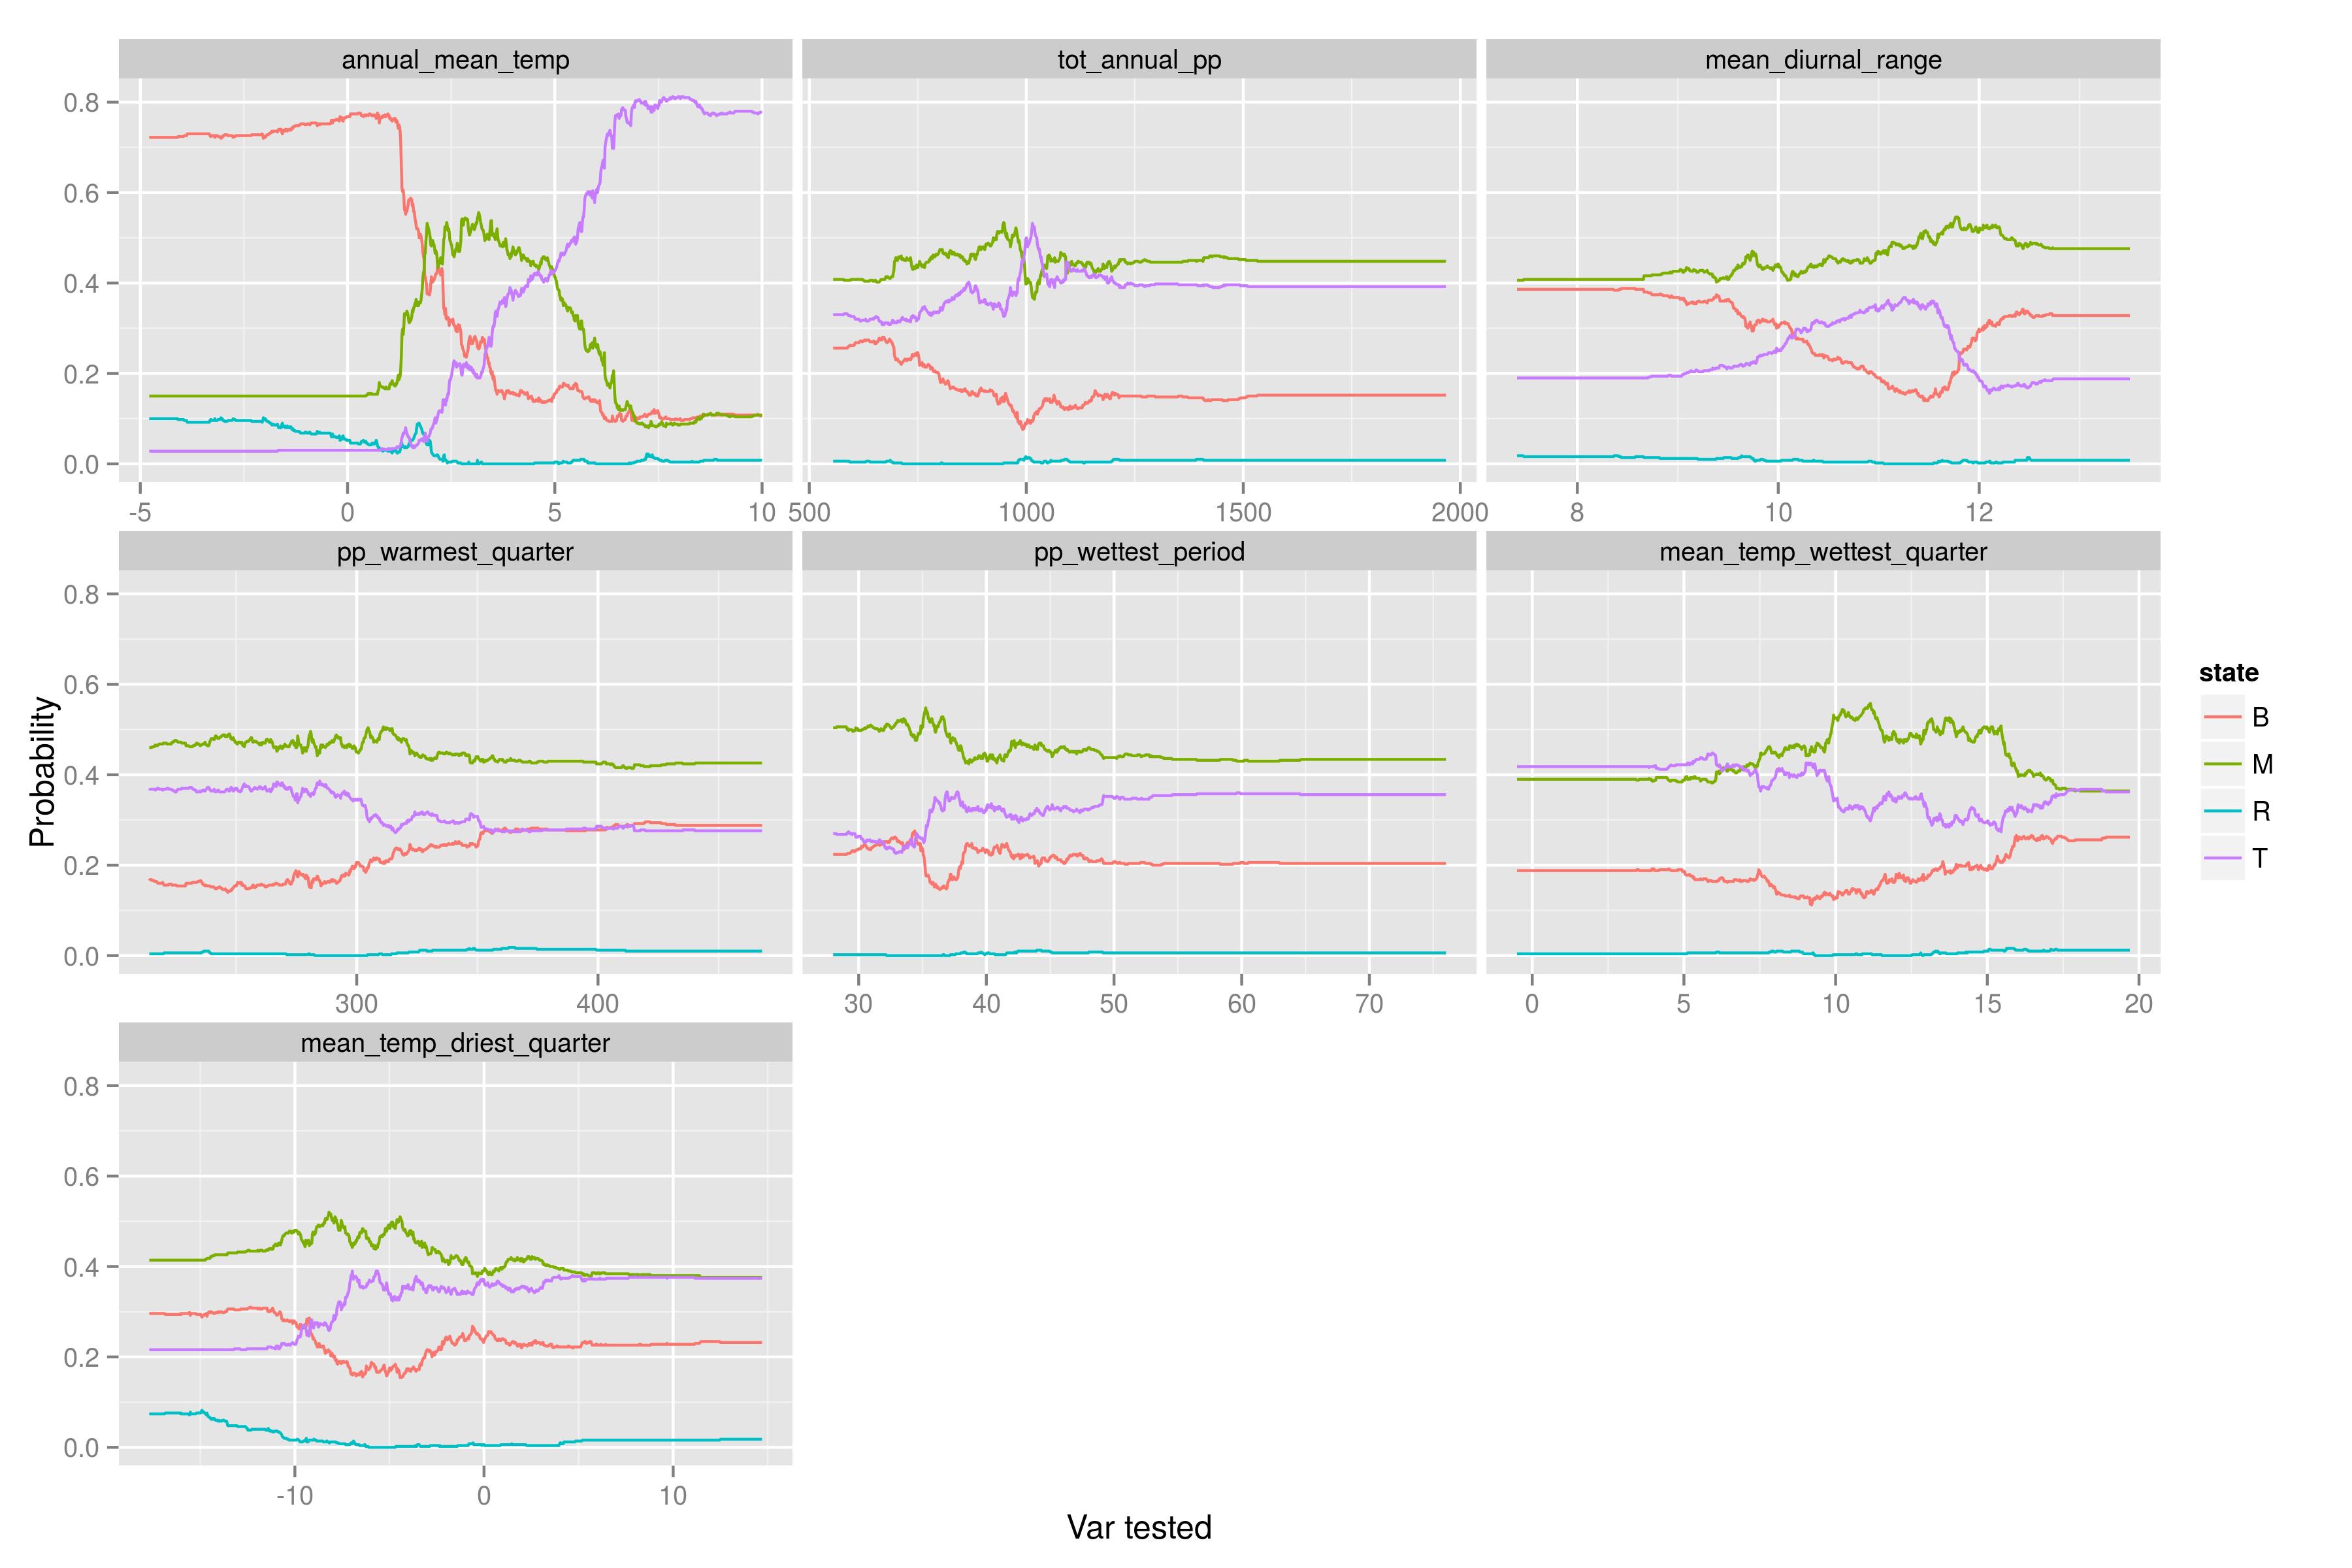 annual_mean_temp
tot_annual_pp
mean_diurnal_range
0.8
0.6
0.4
0.2
0.0
-5 0 5 10
500 1000 1500 2000
8 10 12
pp_warmest_quarter
pp_wettest_period
mean_temp_wettest_quarter
0.8
0.6
0.4
0.2
0.0
300 400
30 40 50 60 70
0 5 10 15 20
mean_temp_driest_quarter
0.8
0.6
0.4
0.2
0.0
-10 0 10
Probability
Var tested
state
B
M
R
T